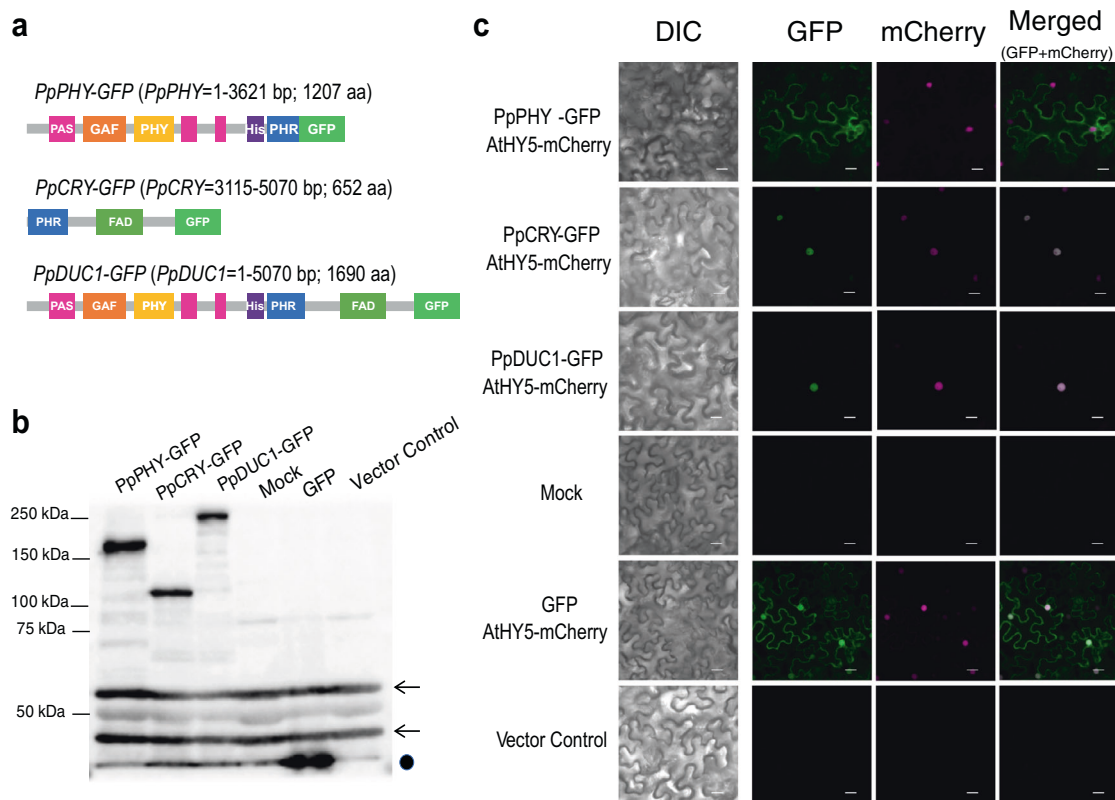 a
PpPHY-GFP (PpPHY=1-3621 bp; 1207 aa)
PAS GAF PHY His PHR GFP
PpCRY-GFP (PpCRY=3115-5070 bp; 652 aa)
PHR FAD GFP
PpDUC1-GFP (PpDUC1=1-5070 bp; 1690 aa)
PAS GAF PHY His PHR FAD GFP
b
PpPHY-GFP PpCRY-GFP PpDUC1-GFP Mock GFP Vector Control
250 kDa
150 kDa
100 kDa
75 kDa
50 kDa
c
DIC GFP mCherry Merged
(GFP+mCherry)
PpPHY -GFP
AtHY5-mCherry
PpCRY-GFP
AtHY5-mCherry
PpDUC1-GFP
AtHY5-mCherry
Mock
GFP
AtHY5-mCherry
Vector Control